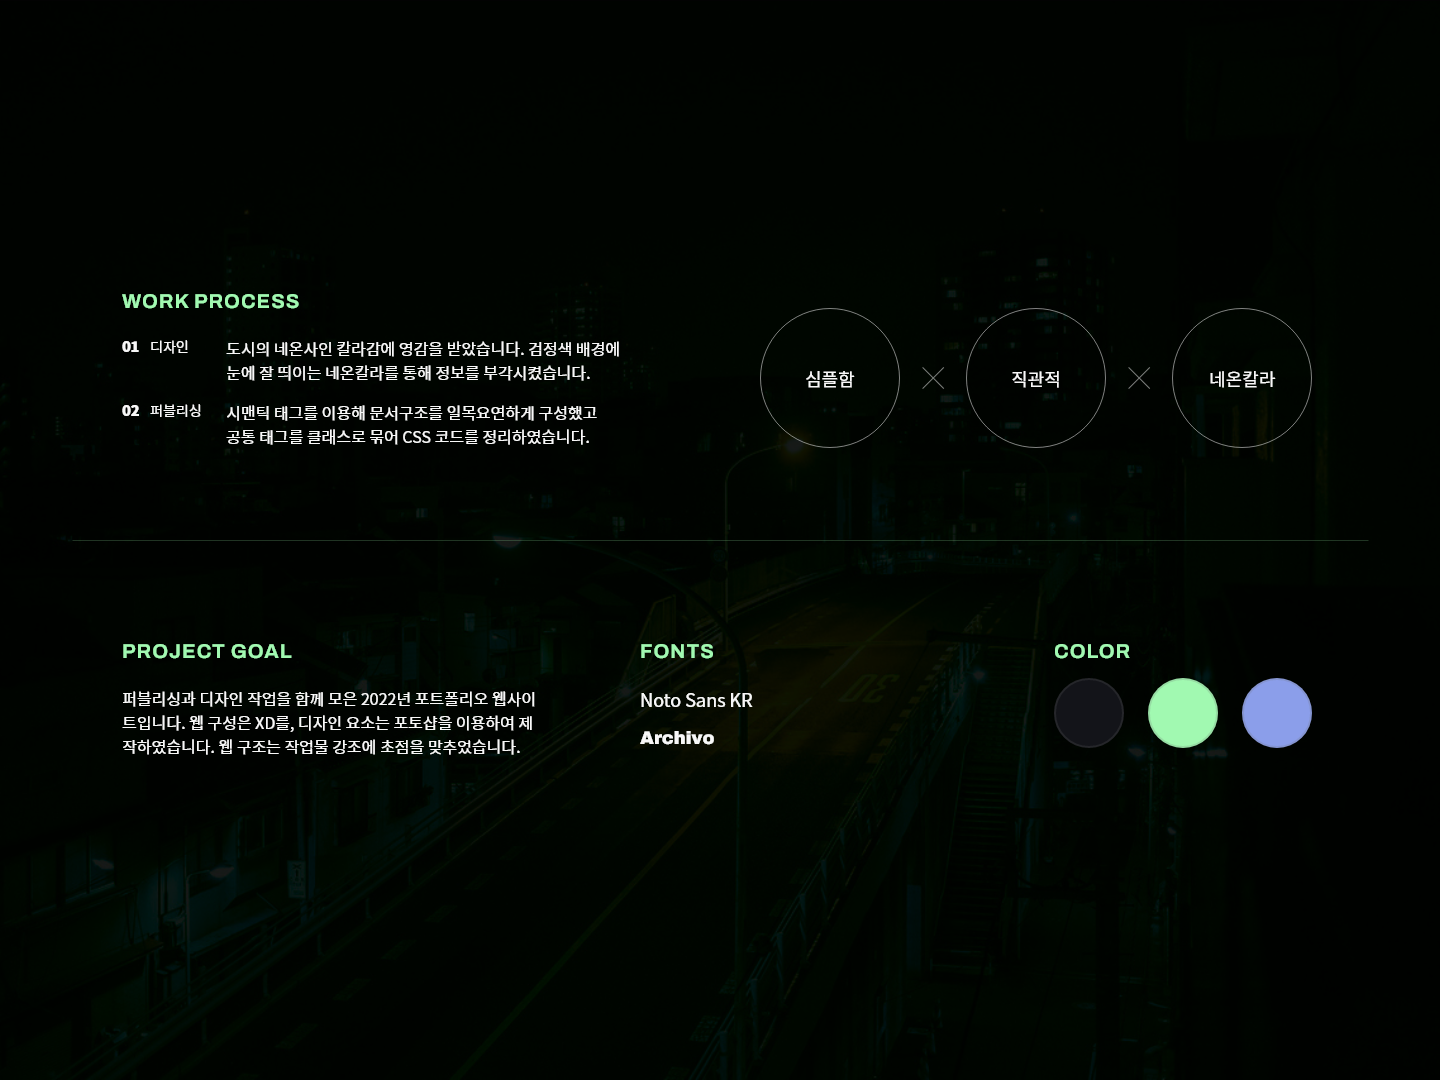 WORK PROCESS
01 디자인 도시의 네온사인 칼라감에 영감을 받았습니다. 검정색 배경에
눈에 잘 띄이는 네온칼라를 통해 정보를 부각시켰습니다.
02 퍼블리싱 시맨틱 태그를 이용해 문서구조를 일목요연하게 구성했고
공통 태그를 클래스로 묶어 CSS 코드를 정리하였습니다.
심플함
직관적
네온칼라
PROJECT GOAL
퍼블리싱과 디자인 작업을 함께 모은 2022년 포트폴리오 웹사이
트입니다. 웹 구성은 XD를, 디자인 요소는 포토샵을 이용하여 제
작하였습니다. 웹 구조는 작업물 강조에 초점을 맞추었습니다.
FONTS
Noto Sans KR
Archivo
COLOR
30